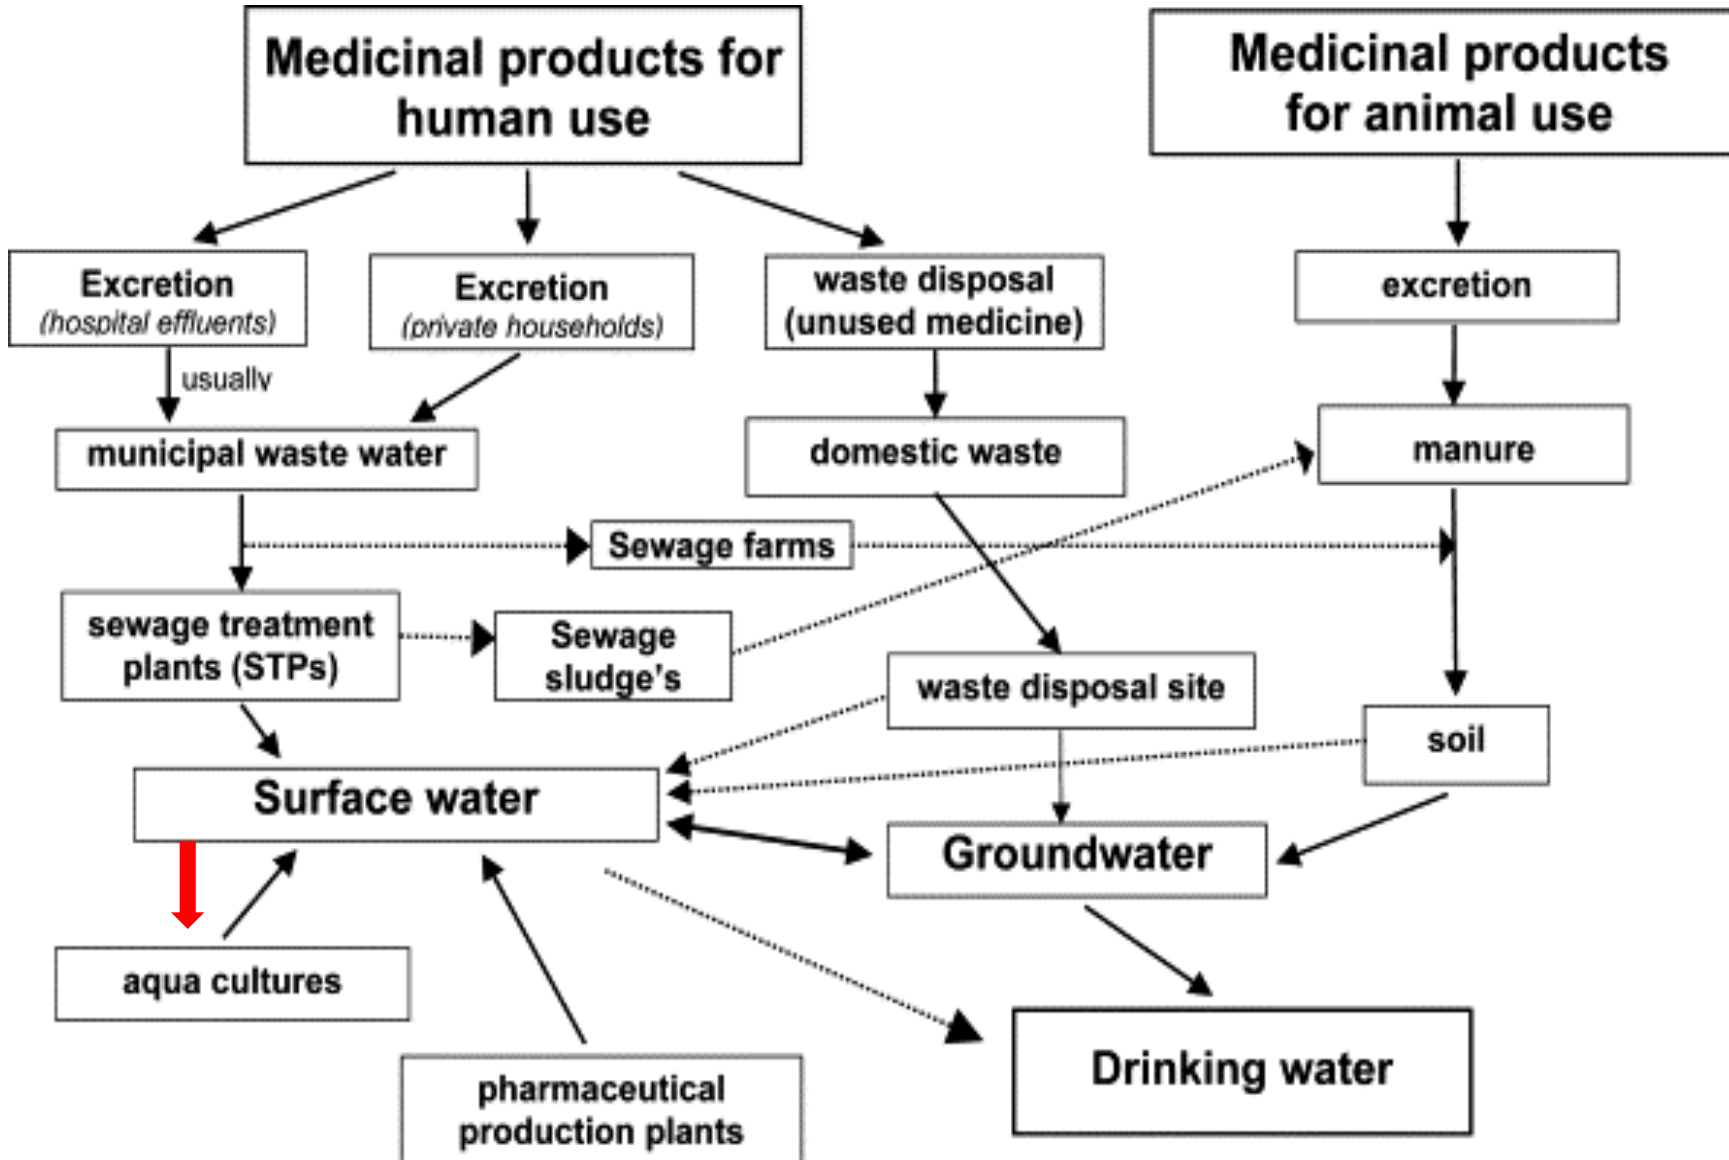 Medicinal products for
human use
Medicinal products
for animal use
Excretion
(hospital effluents)
Excretion
(private households)
waste disposal
(unused medicine)
excretion
usually
municipal waste water
domestic waste
manure
Sewage farms
sewage treatment
plants (STPs)
Sewage
sludge's
waste disposal site
soil
Surface water
Groundwater
aqua cultures
Drinking water
pharmaceutical
production plants